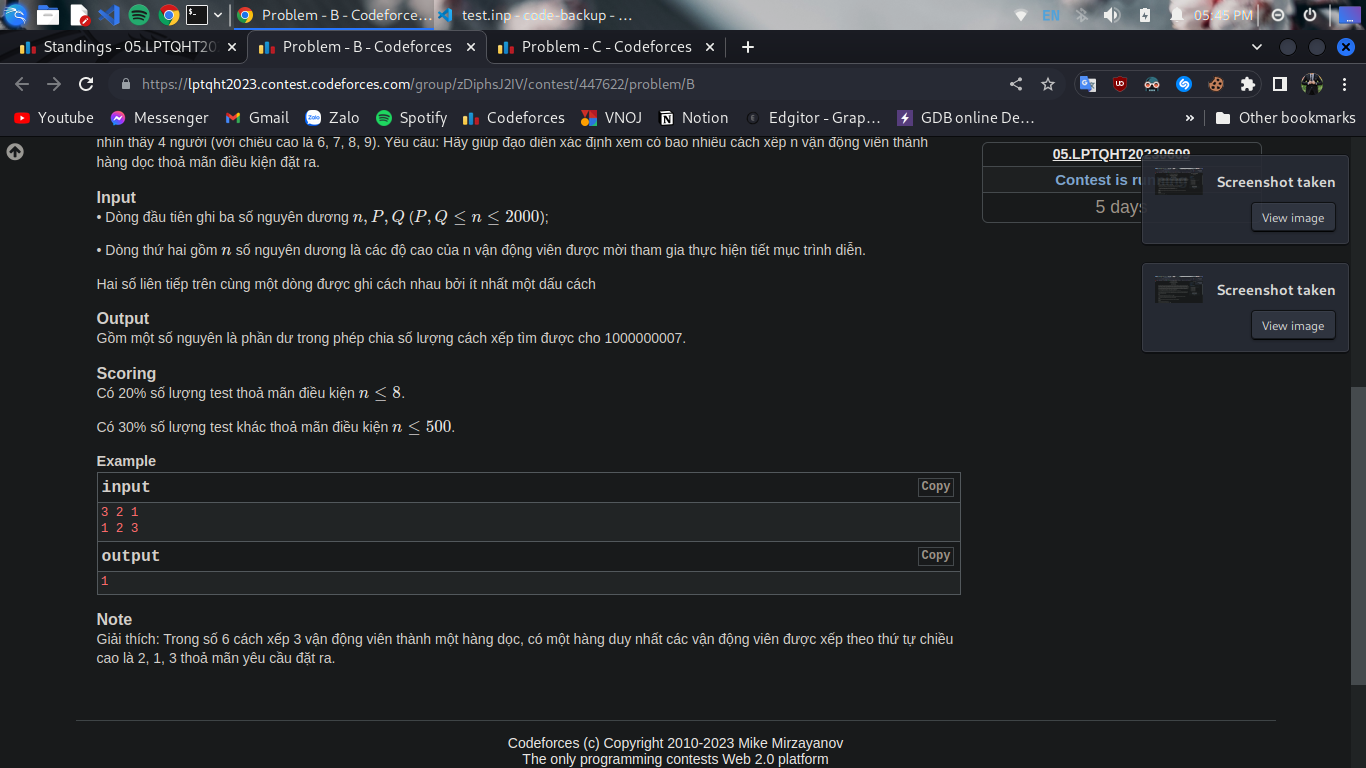 Problem - B - Codeforce…
test.inp - code-backup - …
EN
05:45 PM
Standings - 05.LPTQHT20
Problem - B - Codeforces
Problem - C - Codeforces
https://lptqht2023.contest.codeforces.com/group/zDiphsJ2IV/contest/447622/problem/B
Youtube
Messenger
Gmail
Zalo
Spotify
Codeforces
VNOJ
Notion
Edgitor - Grap…
GDB online De…
»
Other bookmarks
nhìn thấy 4 người (với chiều cao là 6, 7, 8, 9). Yêu cầu: Hãy giúp đạo diễn xác định xem có bao nhiêu cách xếp n vận động viên thành
hàng dọc thoả mãn điều kiện đặt ra.
Input
• Dòng đầu tiên ghi ba số nguyên dương n, P, Q (P, Q ≤ n ≤ 2000);
• Dòng thứ hai gồm n số nguyên dương là các độ cao của n vận động viên được mời tham gia thực hiện tiết mục trình diễn.
Hai số liên tiếp trên cùng một dòng được ghi cách nhau bởi ít nhất một dấu cách
Output
Gồm một số nguyên là phần dư trong phép chia số lượng cách xếp tìm được cho 1000000007.
Scoring
Có 20% số lượng test thoả mãn điều kiện n ≤ 8.
Có 30% số lượng test khác thoả mãn điều kiện n ≤ 500.
Example
input
Copy
3 2 1
1 2 3
output
Copy
1
Note
Giải thích: Trong số 6 cách xếp 3 vận động viên thành một hàng dọc, có một hàng duy nhất các vận động viên được xếp theo thứ tự chiều
cao là 2, 1, 3 thoả mãn yêu cầu đặt ra.
05.LPTQHT20230609
Contest is ru
5 days
Screenshot taken
View image
Screenshot taken
View image
Codeforces (c) Copyright 2010-2023 Mike Mirzayanov
The only programming contests Web 2.0 platform